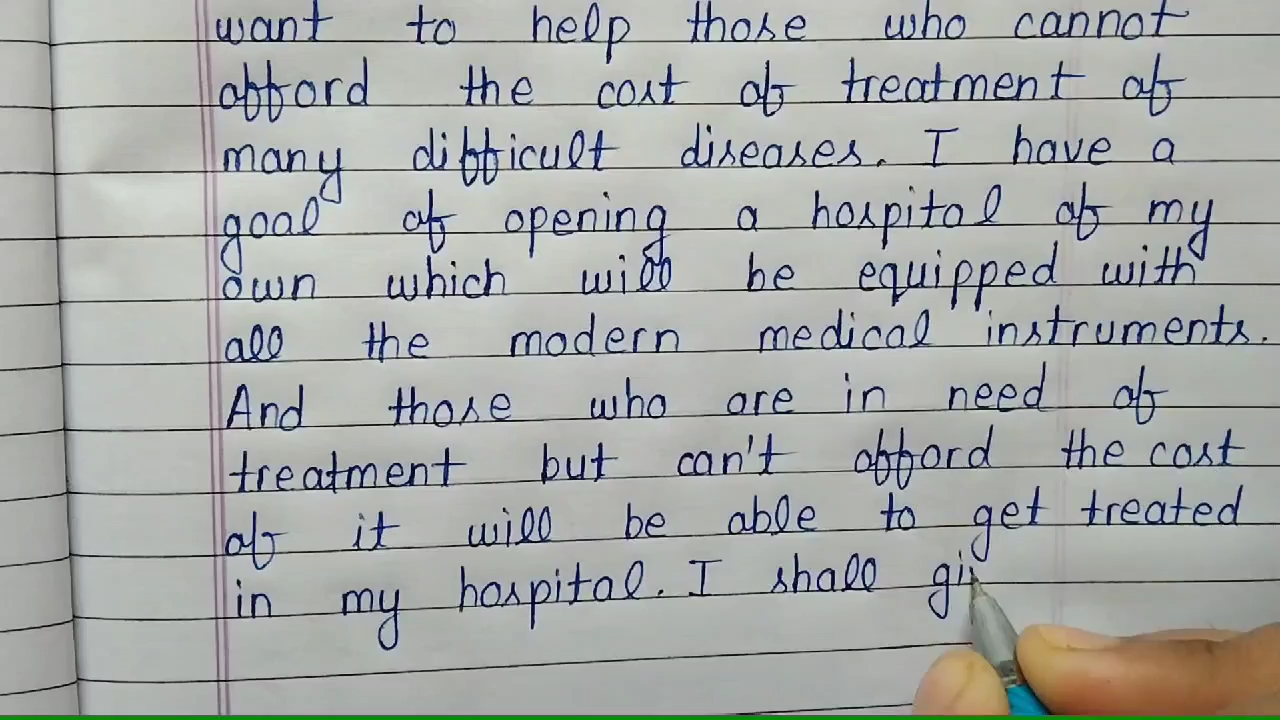 want to help those who cannot
afford the cost of treatment of
many difficult diseases. I have a
goal of opening a hospital of my
own which will be equipped with
all the modern medical instruments.
And those who are in need of
treatment but can't afford the cost
of it will be able to get treated
in my hospital. I shall gi